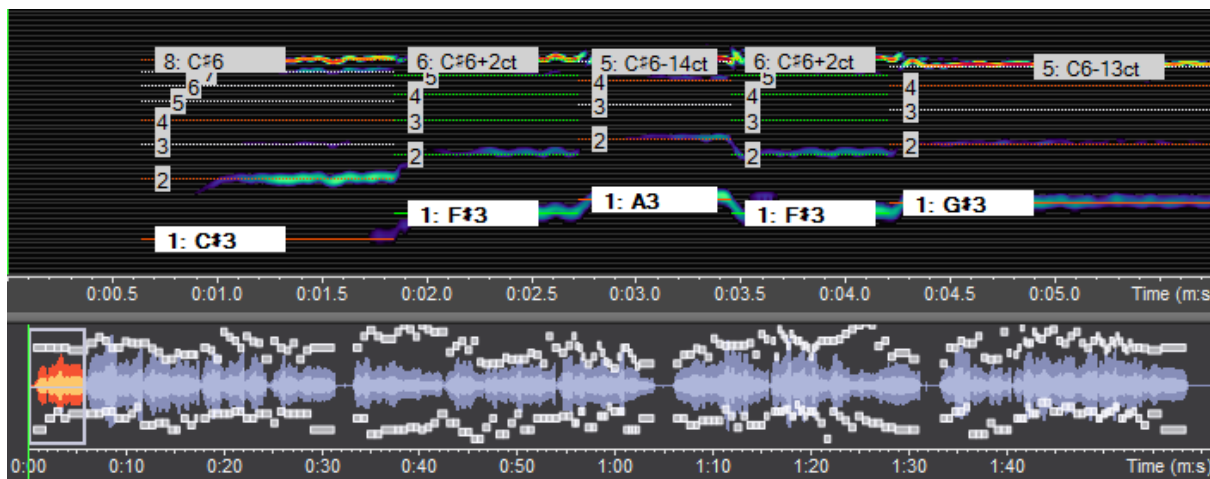 8: C♯6 6: C♯6+2ct 5: C♯6-14ct 6: C♯6+2ct 5: C6-13ct
7 5 4 5 4
6 4 3 4 3
5 3 2 3 2
4 2 2
3
2
1: C♯3 1: F♯3 1: A3 1: F♯3 1: G♯3
0:00.5 0:01.0 0:01.5 0:02.0 0:02.5 0:03.0 0:03.5 0:04.0 0:04.5 0:05.0 Time (m:s)
0:00 0:10 0:20 0:30 0:40 0:50 1:00 1:10 1:20 1:30 1:40 Time (m:s)